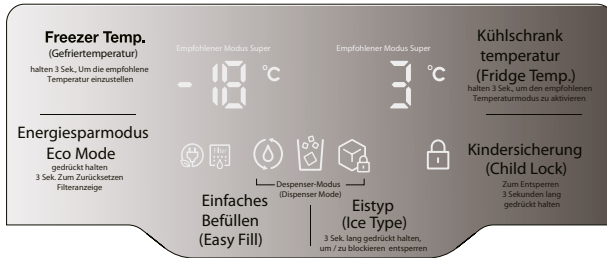 Freezer Temp.
(Gefriertemperatur)
halten 3 Sek., Um die empfohlene
Temperatur einzustellen
Energiesparmodus
Eco Mode
gedrückt halten
3 Sek. Zum Zurücksetzen
Filteranzeige
Empfohlener Modus Super
-18 °C
Empfohlener Modus Super
3 °C
Filter
Despenser-Modus
(Dispenser Mode)
Einfaches
Befüllen
(Easy Fill)
Eistyp
(Ice Type)
3 Sek. lang gedrückt halten,
um / zu blockieren entsperren
Kühlschrank
temperatur
(Fridge Temp.)
halten 3 Sek., um den empfohlenen
Temperaturmodus zu aktivieren
Kindersicherung
(Child Lock)
Zum Entsperren
3 Sekunden lang
gedrückt halten